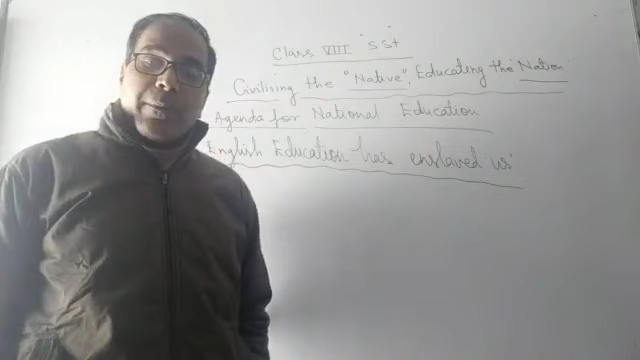 Class VIII "SSt
Civilising the "Native", Educating the "Nation
Agenda for National Education
English Education has enslaved us"